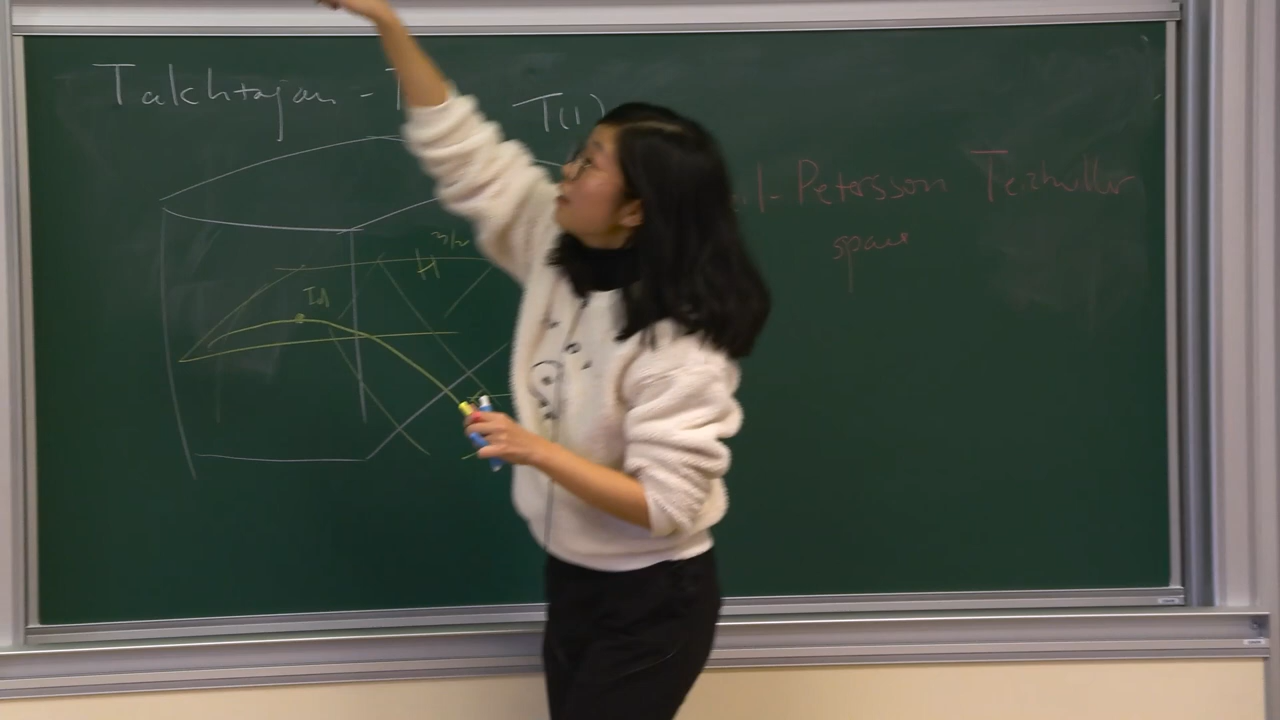 Takhtajan - T
T(1)
Petersson Teichmüller
space
H 3/2
Id